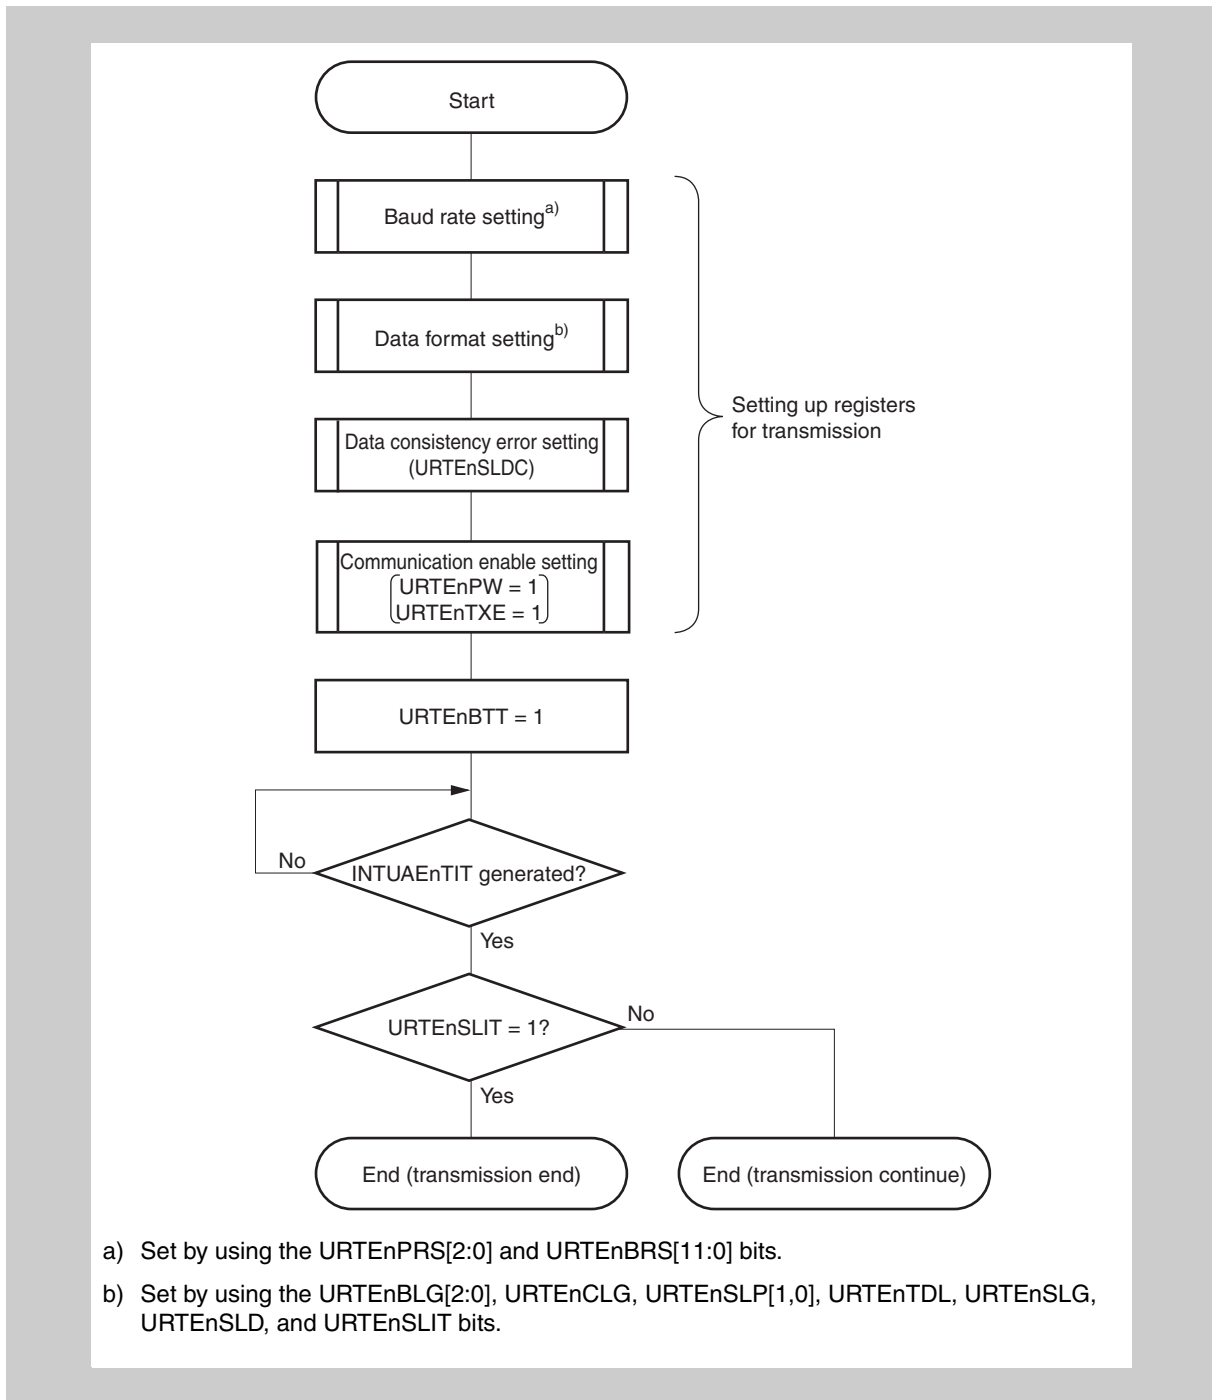 Start
Baud rate setting a)
Data format setting b)
Data consistency error setting
(URTEnSLDC)
Setting up registers
for transmission
Communication enable setting
URTEnPW = 1
URTEnTXE = 1
URTEnBTT = 1
No
INTUAEnTIT generated?
Yes
URTEnSLIT = 1?
No
Yes
End (transmission end)
End (transmission continue)
a) Set by using the URTEnPRS[2:0] and URTEnBRS[11:0] bits.
b) Set by using the URTEnBLG[2:0], URTEnCLG, URTEnSLP[1,0], URTEnTDL, URTEnSLG,
URTEnSLD, and URTEnSLIT bits.